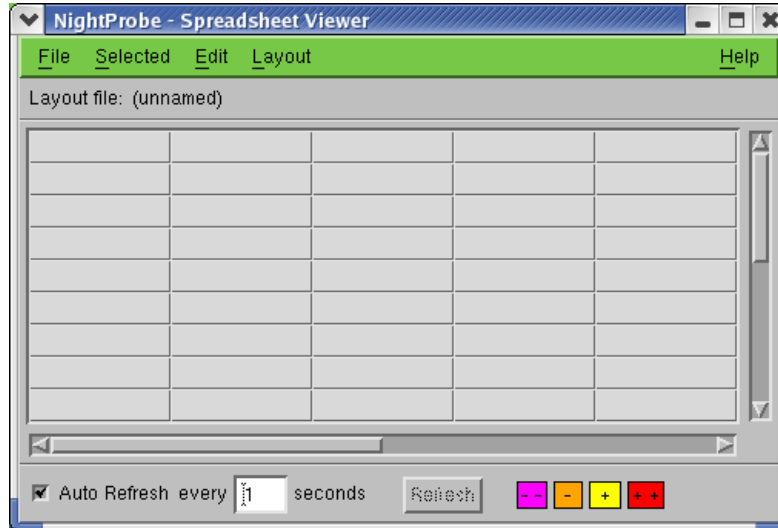 NightProbe - Spreadsheet Viewer
File Selected Edit Layout Help
Layout file: (unnamed)
Auto Refresh every 1 seconds Refresh - - - + + +